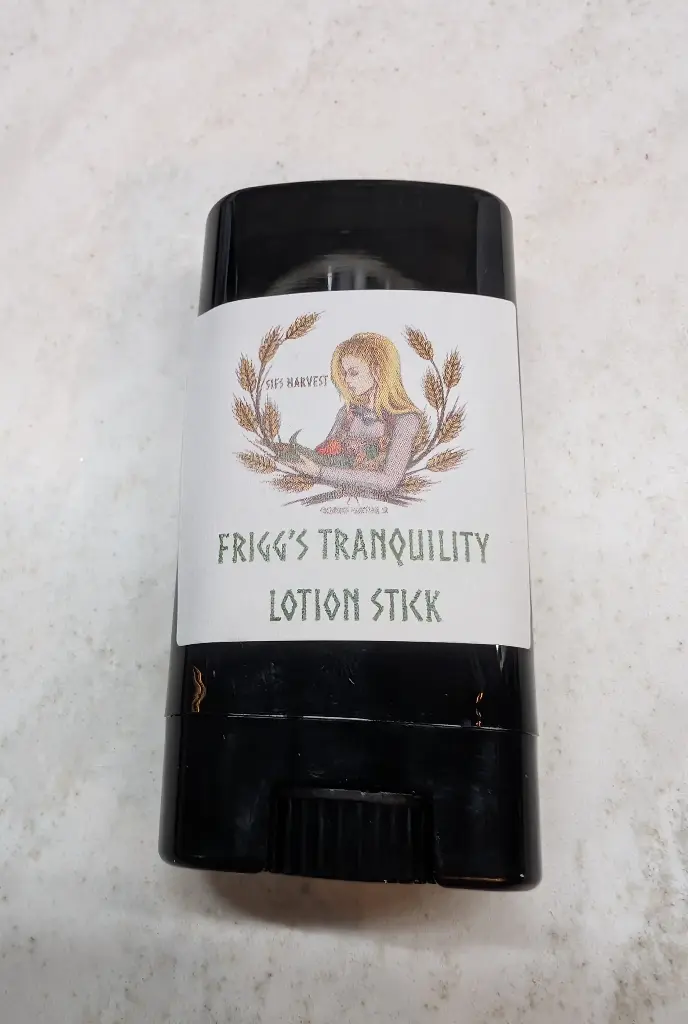 SIFS HARVEST
FRIGG'S TRANQUILITY
LOTION STICK